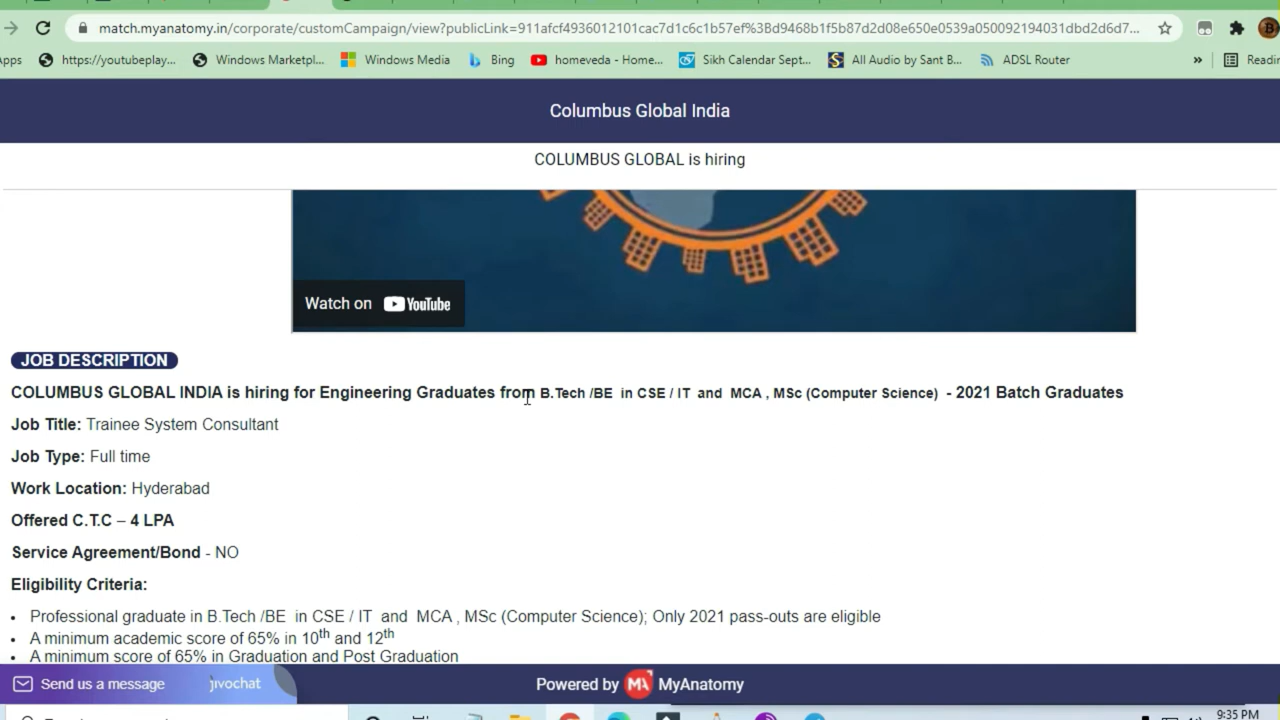 match.myanatomy.in/corporate/customCampaign/view?publicLink=911afcf4936012101cac7d1c6c1b57ef%3Bd9468b1f5b87d2d08e650e0539a050092194031dbd2d6d7...
Apps https://youtubeplay... Windows Marketpl... Windows Media Bing homeveda - Home... Sikh Calendar Sept... All Audio by Sant B... ADSL Router » Readi
Columbus Global India
COLUMBUS GLOBAL is hiring
Watch on YouTube
JOB DESCRIPTION
COLUMBUS GLOBAL INDIA is hiring for Engineering Graduates from B.Tech /BE in CSE / IT and MCA , MSc (Computer Science) - 2021 Batch Graduates
Job Title: Trainee System Consultant
Job Type: Full time
Work Location: Hyderabad
Offered C.T.C – 4 LPA
Service Agreement/Bond - NO
Eligibility Criteria:
• Professional graduate in B.Tech /BE in CSE / IT and MCA , MSc (Computer Science); Only 2021 pass-outs are eligible
• A minimum academic score of 65% in 10th and 12th
• A minimum score of 65% in Graduation and Post Graduation
Send us a message jivochat
Powered by MA MyAnatomy
9:35 PM